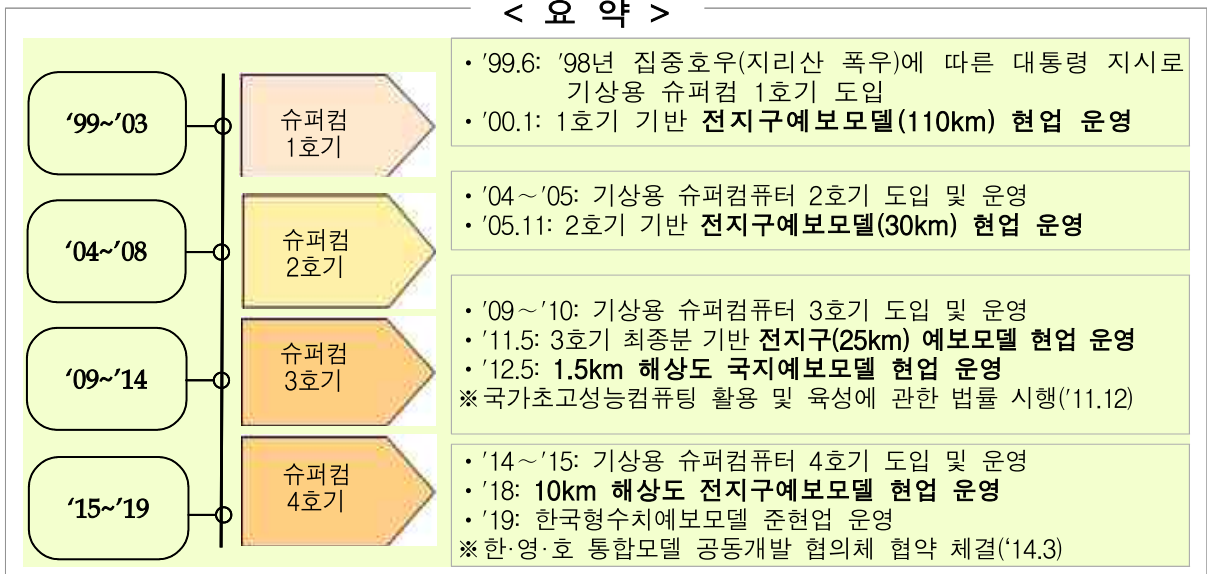 < 요 약 >
‘99~’03
슈퍼컴
1호기
· ’99.6: ’98년 집중호우(지리산 폭우)에 따른 대통령 지시로
기상용 슈퍼컴 1호기 도입
· ’00.1: 1호기 기반 전지구예보모델(110km) 현업 운영
‘04~’08
슈퍼컴
2호기
· ’04～’05: 기상용 슈퍼컴퓨터 2호기 도입 및 운영
· ’05.11: 2호기 기반 전지구예보모델(30km) 현업 운영
‘09~’14
슈퍼컴
3호기
· ’09～’10: 기상용 슈퍼컴퓨터 3호기 도입 및 운영
· ’11.5: 3호기 최종분 기반 전지구(25km) 예보모델 현업 운영
· ’12.5: 1.5km 해상도 국지예보모델 현업 운영
※ 국가초고성능컴퓨팅 활용 및 육성에 관한 법률 시행(’11.12)
‘15~’19
슈퍼컴
4호기
· ’14～’15: 기상용 슈퍼컴퓨터 4호기 도입 및 운영
· ’18: 10km 해상도 전지구예보모델 현업 운영
· ’19: 한국형수치예보모델 준현업 운영
※ 한·영·호 통합모델 공동개발 협의체 협약 체결(‘14.3)